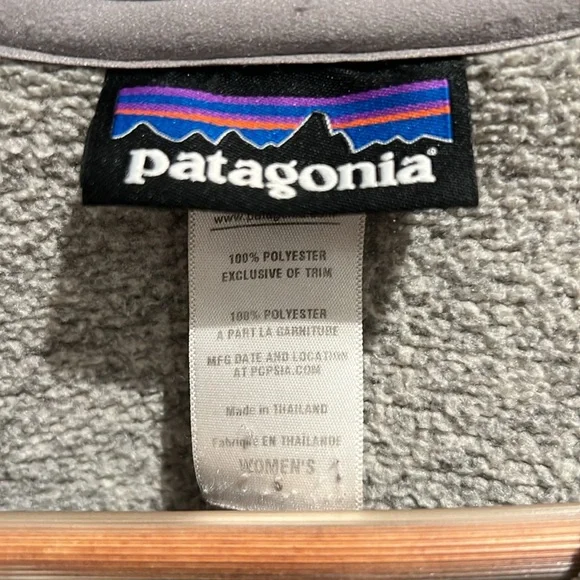 patagonia®
100% POLYESTER
EXCLUSIVE OF TRIM
100% POLYESTER
A PART LA GARNITURE
MFG DATE AND LOCATION
AT PCPSIA.COM
Made in THAILAND
Fabriqué EN THAÏLANDE
WOMEN'S